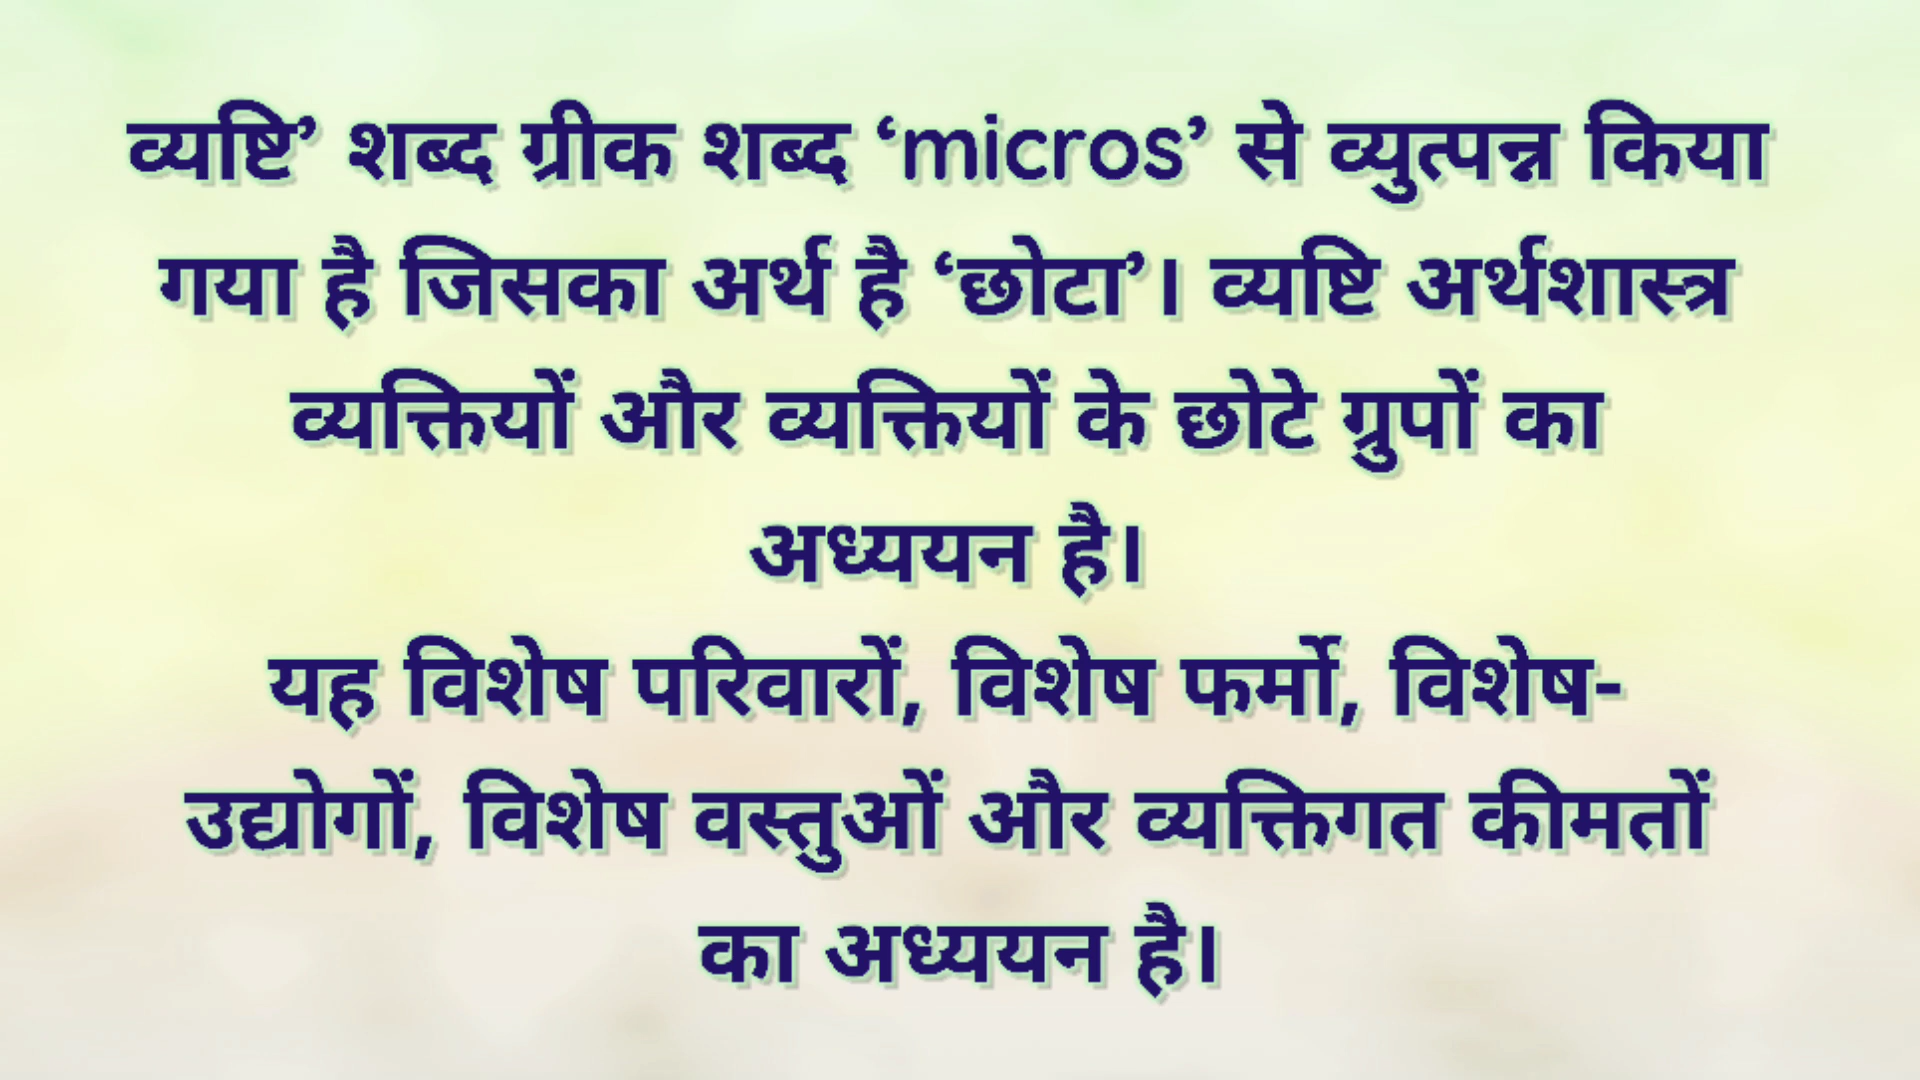 व्यष्टि’ शब्द ग्रीक शब्द ‘micros’ से व्युत्पन्न किया
गया है जिसका अर्थ है ‘छोटा’। व्यष्टि अर्थशास्त्र
व्यक्तियों और व्यक्तियों के छोटे ग्रुपों का
अध्ययन है।
यह विशेष परिवारों, विशेष फर्मो, विशेष-
उद्योगों, विशेष वस्तुओं और व्यक्तिगत कीमतों
का अध्ययन है।